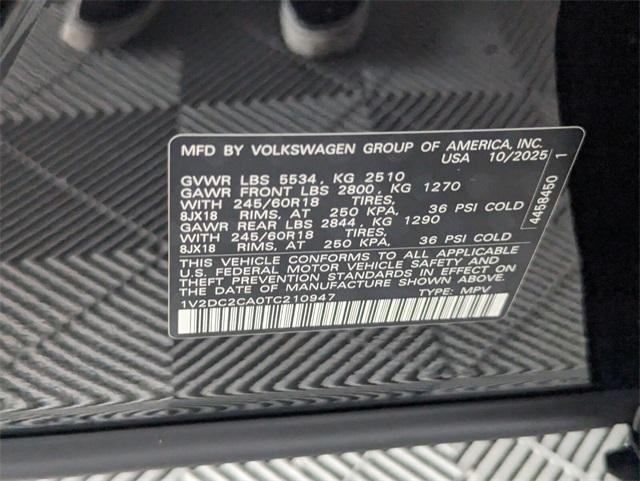 MFD BY VOLKSWAGEN GROUP OF AMERICA, INC.
USA 10/2025
GVWR LBS 5534, KG 2510
GAWR FRONT LBS 2800, KG 1270
WITH 245/60R18 TIRES,
8JX18 RIMS, AT 250 KPA, 36 PSI COLD
GAWR REAR LBS 2844, KG 1290
WITH 245/60R18 TIRES,
8JX18 RIMS, AT 250 KPA, 36 PSI COLD
THIS VEHICLE CONFORMS TO ALL APPLICABLE
U.S. FEDERAL MOTOR VEHICLE SAFETY AND
THEFT PREVENTION STANDARDS IN EFFECT ON
THE DATE OF MANUFACTURE SHOWN ABOVE.
1V2DC2CA0TC210947 TYPE: MPV
4458450 1